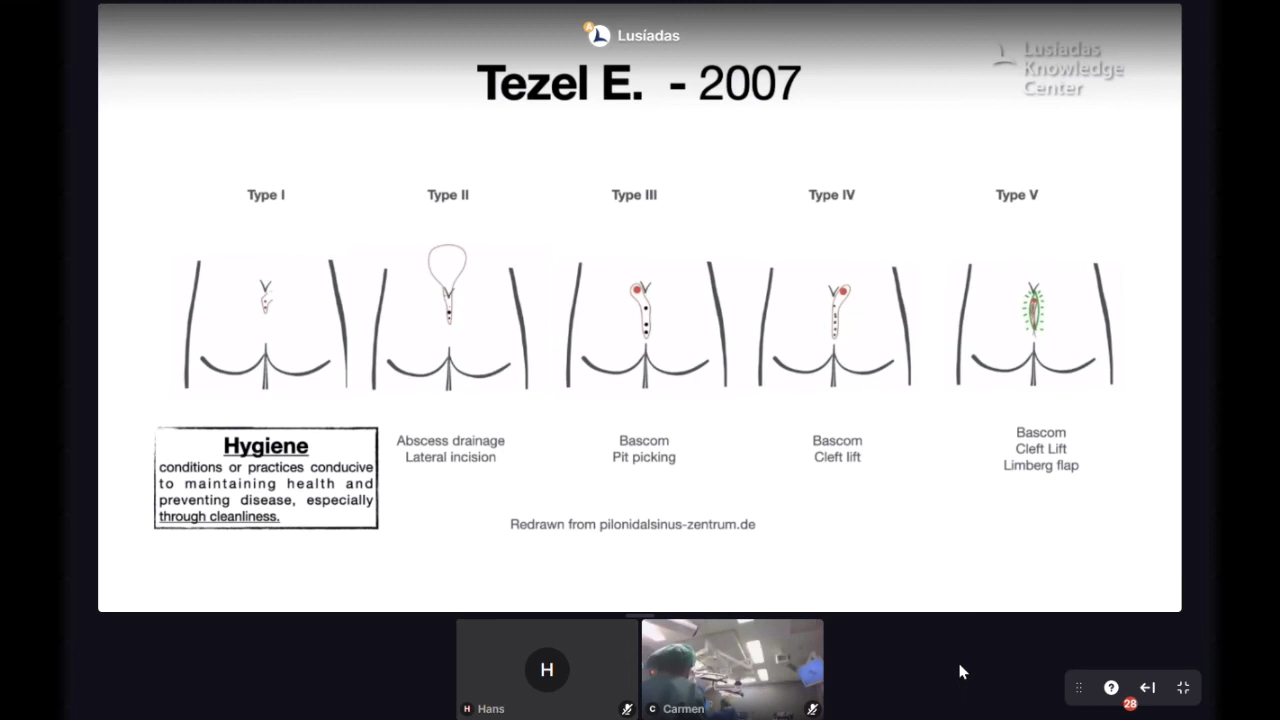 Lusíadas
Lusíadas
Knowledge
Center
Tezel E. - 2007
Type I
Type II
Type III
Type IV
Type V
Hygiene
conditions or practices conducive
to maintaining health and
preventing disease, especially
through cleanliness.
Abscess drainage
Lateral incision
Bascom
Pit picking
Bascom
Cleft lift
Bascom
Cleft Lift
Limberg flap
Redrawn from pilonidalsinus-zentrum.de
H
H Hans
C Carmen
?
28